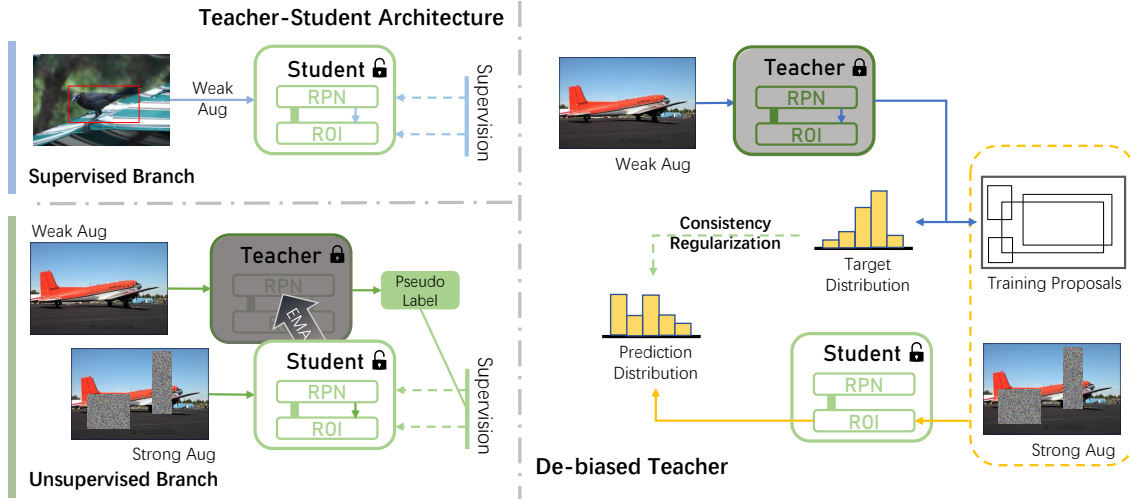 Teacher-Student Architecture
Weak
Aug
Student
RPN
ROI
Supervision
Supervised Branch
Weak Aug
Teacher
RPN
EMA
Pseudo
Label
Student
RPN
ROI
Supervision
Strong Aug
Unsupervised Branch
Teacher
RPN
ROI
Weak Aug
Consistency
Regularization
Target
Distribution
Training Proposals
Prediction
Distribution
Student
RPN
ROI
Strong Aug
De-biased Teacher